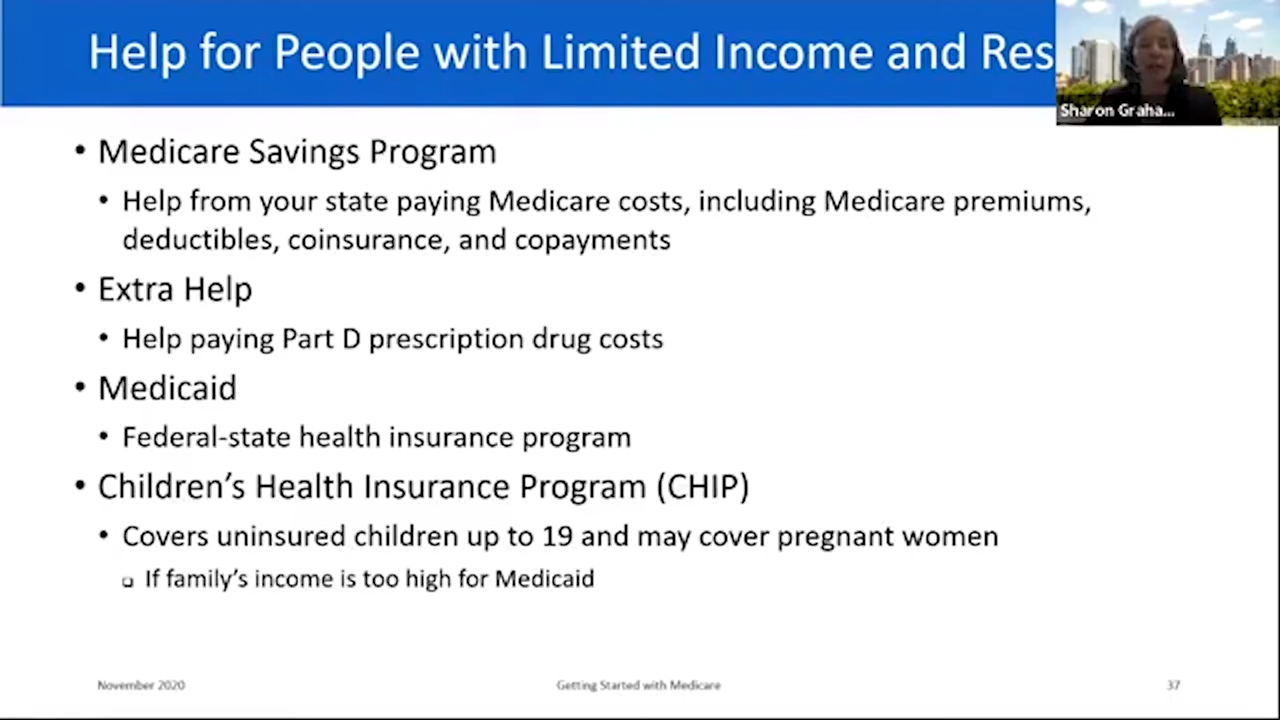 Help for People with Limited Income and Res
Sharon Graha...
• Medicare Savings Program
• Help from your state paying Medicare costs, including Medicare premiums,
deductibles, coinsurance, and copayments
• Extra Help
• Help paying Part D prescription drug costs
• Medicaid
• Federal-state health insurance program
• Children’s Health Insurance Program (CHIP)
• Covers uninsured children up to 19 and may cover pregnant women
❑ If family’s income is too high for Medicaid
November 2020
Getting Started with Medicare
37